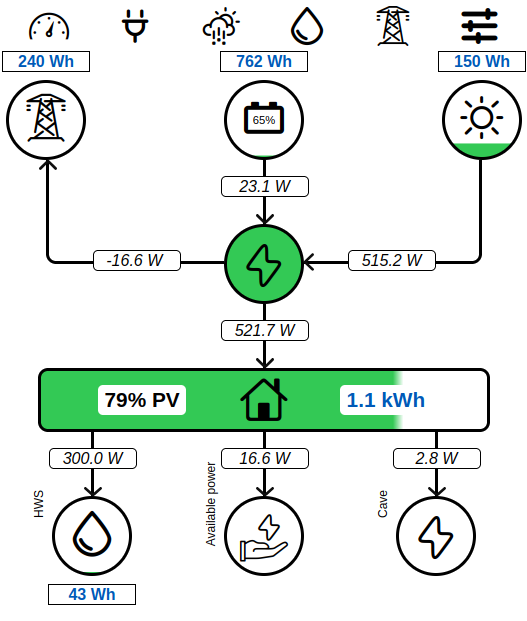 240 Wh
762 Wh
150 Wh
65%
23.1 W
-16.6 W
515.2 W
521.7 W
79% PV
1.1 kWh
300.0 W
16.6 W
2.8 W
HWS
Available power
Cave
43 Wh